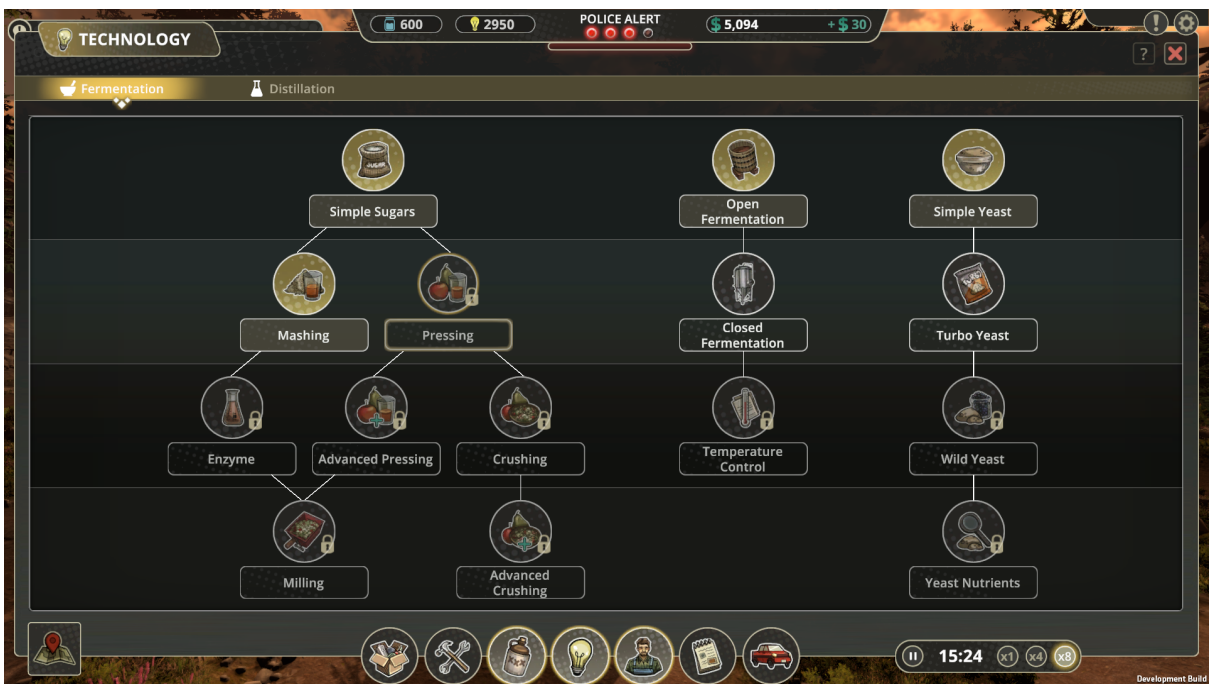 TECHNOLOGY
600
2950
POLICE ALERT
$5,094
+$30
?
Fermentation
Distillation
SUGAR
Simple Sugars
Open
Fermentation
Simple Yeast
Mashing
Pressing
Closed
Fermentation
Turbo Yeast
Enzyme
Advanced Pressing
Crushing
Temperature
Control
Wild Yeast
Milling
Advanced
Crushing
Yeast Nutrients
XXX
15:24
x1
x4
x8
Development Build